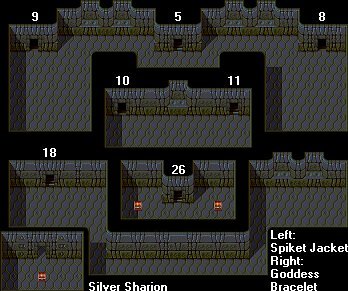 9 5 8
10 11
18
26
Left:
Spiket Jacket
Right:
Goddess
Bracelet
Silver Sharion